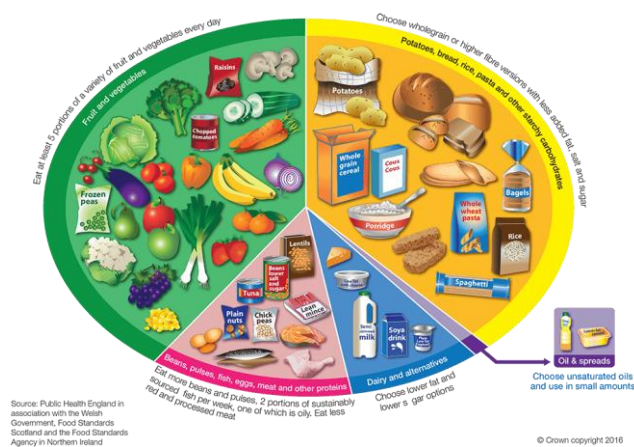 Eat at least 5 portions of a variety of fruit and vegetables every day
Fruit and vegetables
Choose wholegrain or higher fibre versions with less added fat, salt and sugar
Potatoes, bread, rice, pasta and other starchy carbohydrates
Raisins
Chopped
tomatoes
Frozen
peas
Potatoes
Whole
grain
cereal
Cous
Cous
Porridge
Whole
wheat
pasta
Bagels
Rice
Spaghetti
Lentils
Beans
lower
salt
and
sugar
Tuna
Plain
nuts
Chick
peas
Lean
mince
Semi
milk
Soya
drink
Beans, pulses, fish, eggs, meat and other proteins
Eat more beans and pulses, 2 portions of sustainably
sourced fish per week, one of which is oily. Eat less
red and processed meat
Dairy and alternatives
Choose lower fat and
lower s gar options
Oil & spreads
Choose unsaturated oils
and use in small amounts
Source: Public Health England in
association with the Welsh
Government, Food Standards
Scotland and the Food Standards
Agency in Northern Ireland
© Crown copyright 2016